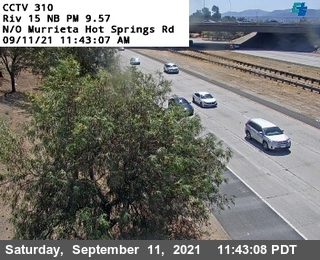 CCTV 310
Riv 15 NB PM 9.57
N/O Murrieta Hot Springs Rd
09/11/21 11:43:07 AM
Saturday, September 11, 2021 11:43:08 PDT